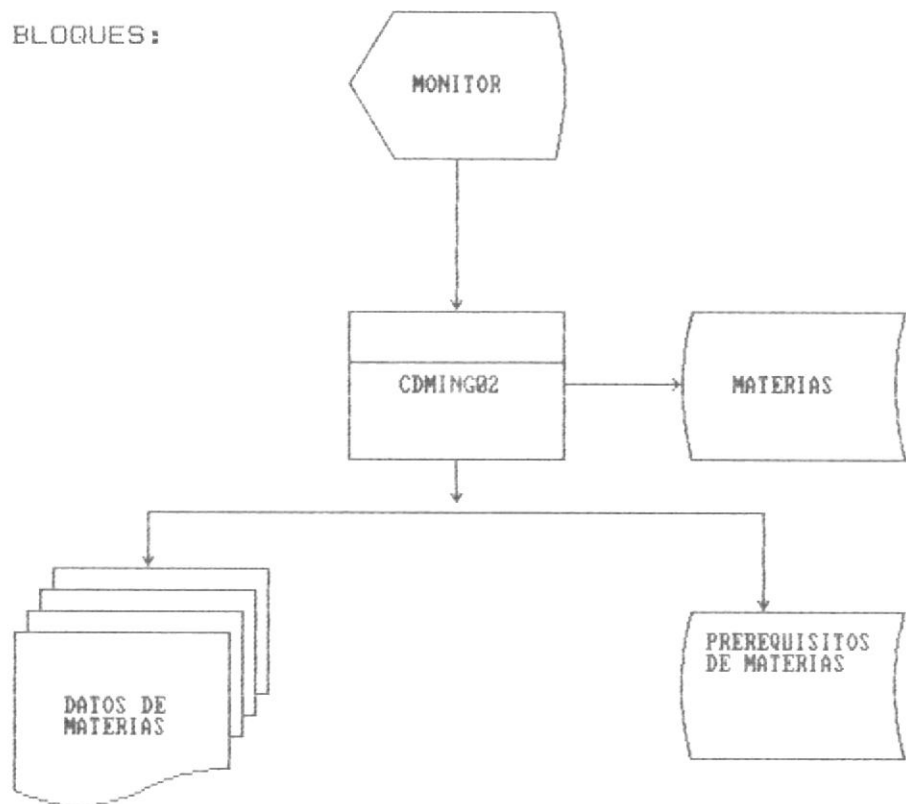 BLOQUES:
MONITOR
CDMING02
MATERIAS
PREREQUISITOS
DE MATERIAS
DATOS DE
MATERIAS